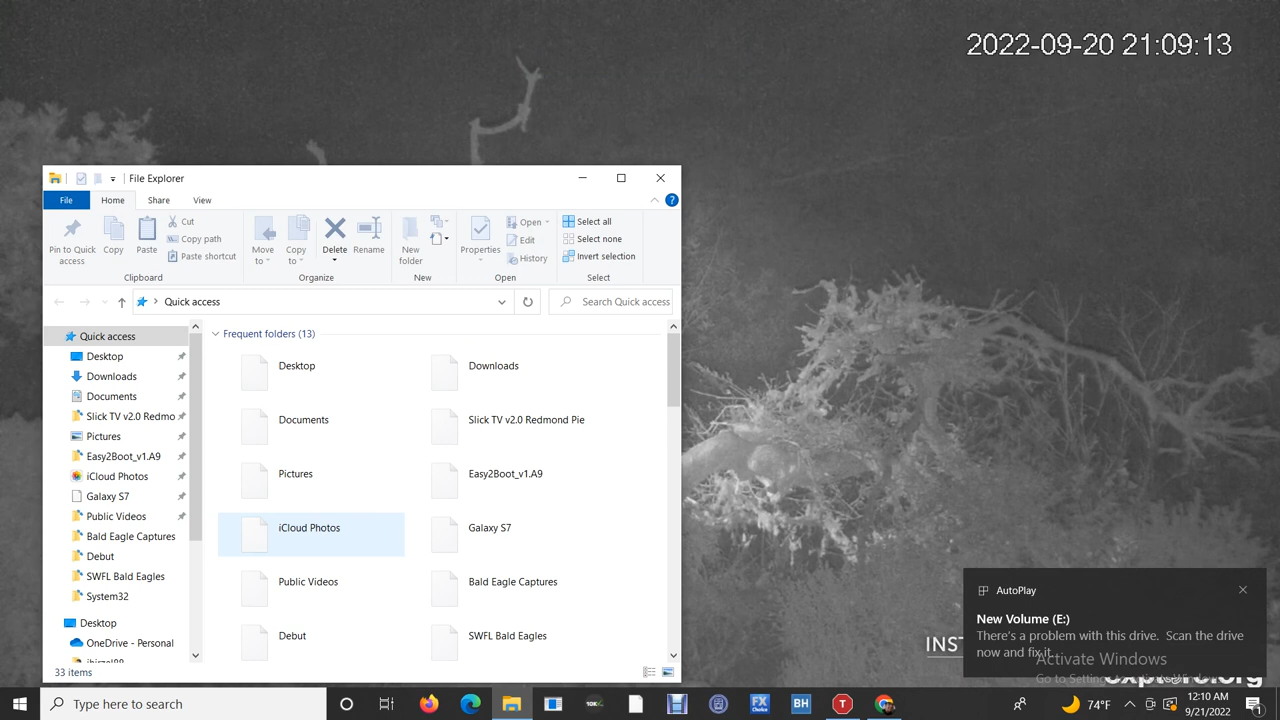 2022-09-20 21:09:13
File Explorer
File Home Share View
Pin to Quick access
Copy
Paste
Cut
Copy path
Paste shortcut
Clipboard
Move to
Copy to
Delete
Rename
Organize
New folder
New
Properties
Open
Edit
History
Open
Select all
Select none
Invert selection
Select
Quick access
Search Quick access
Quick access
Desktop
Downloads
Documents
Slick TV v2.0 Redmo
Pictures
Easy2Boot_v1.A9
iCloud Photos
Galaxy S7
Public Videos
Bald Eagle Captures
Debut
SWFL Bald Eagles
System32
Desktop
OneDrive - Personal
Frequent folders (13)
Desktop
Downloads
Documents
Slick TV v2.0 Redmond Pie
Pictures
Easy2Boot_v1.A9
iCloud Photos
Galaxy S7
Public Videos
Bald Eagle Captures
Debut
SWFL Bald Eagles
33 items
AutoPlay
New Volume (E:)
There's a problem with this drive. Scan the drive
now and fix it.
INST
Activate Windows
Type here to search
10K
FX
Choice
BH
T
74°F
12:10 AM
9/21/2022
1